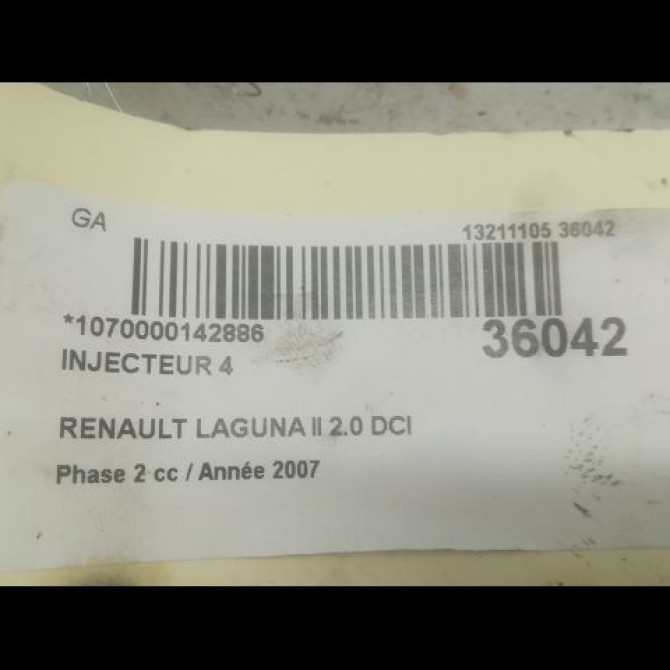 GA
13211105 36042
*1070000142886
36042
INJECTEUR 4
RENAULT LAGUNA II 2.0 DCI
Phase 2 cc / Année 2007